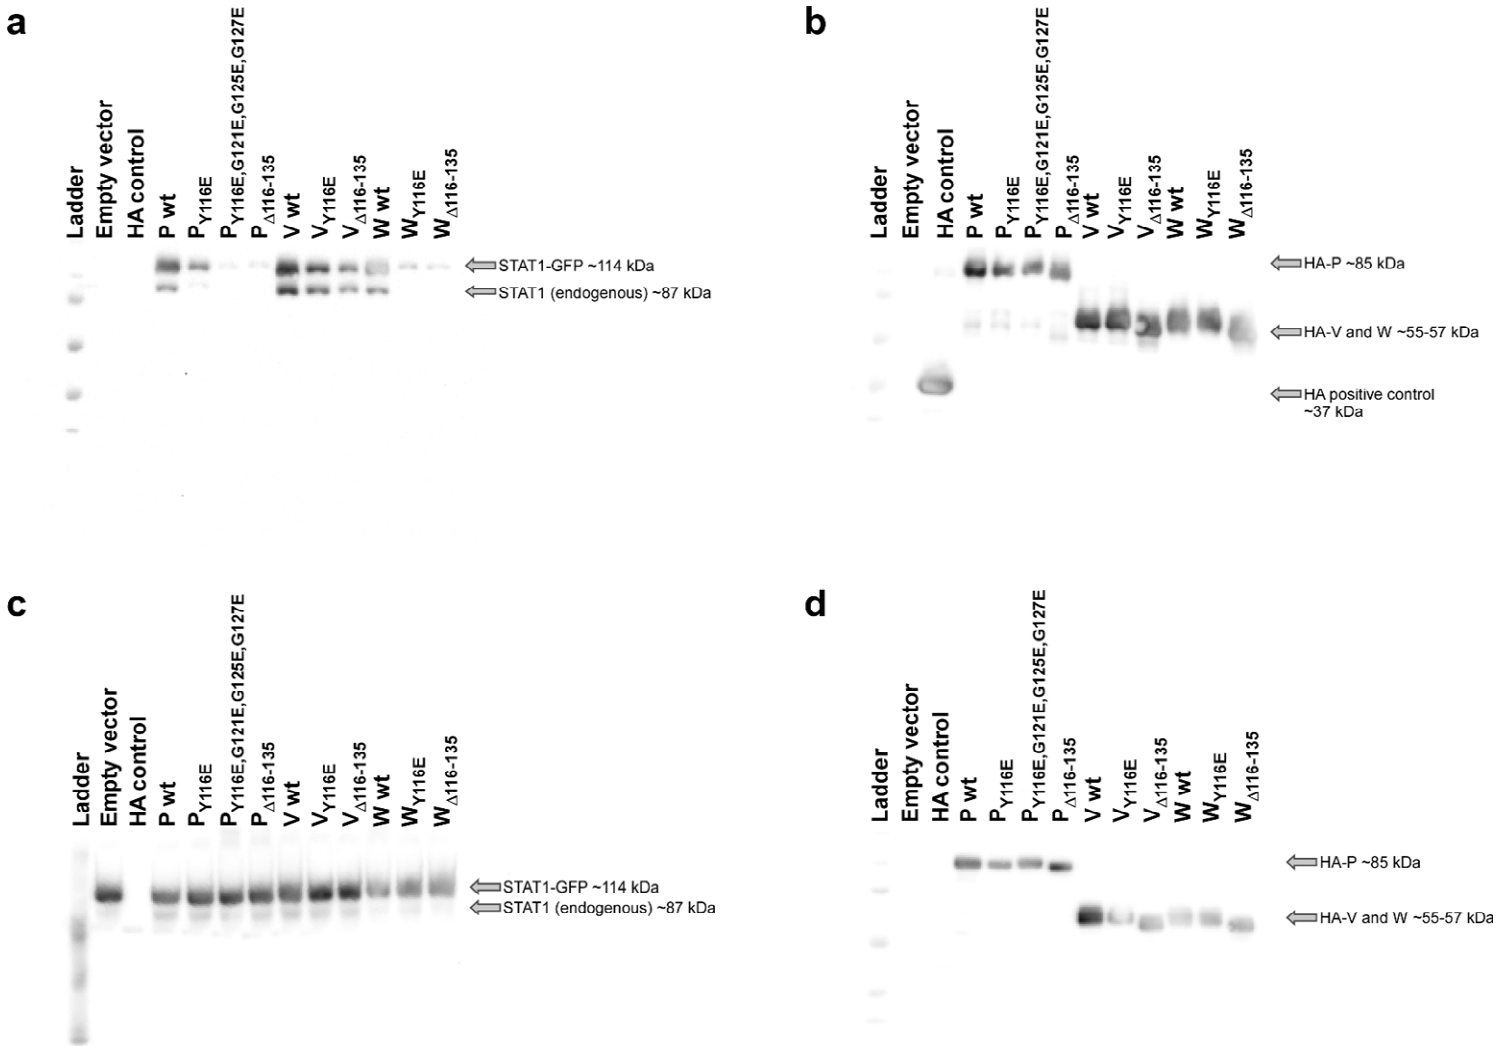 a
Ladder
Empty vector
HA control
P wt
PY116E
PY116E,G121E,G125E,G127E
PΔ116-135
V wt
VY116E
VΔ116-135
W wt
WY116E
WΔ116-135
STAT1-GFP ~114 kDa
STAT1 (endogenous) ~87 kDa
b
Ladder
Empty vector
HA control
P wt
PY116E
PY116E,G121E,G125E,G127E
PΔ116-135
V wt
VY116E
VΔ116-135
W wt
WY116E
WΔ116-135
HA-P ~85 kDa
HA-V and W ~55-57 kDa
HA positive control
~37 kDa
c
Ladder
Empty vector
HA control
P wt
PY116E
PY116E,G121E,G125E,G127E
PΔ116-135
V wt
VY116E
VΔ116-135
W wt
WY116E
WΔ116-135
STAT1-GFP ~114 kDa
STAT1 (endogenous) ~87 kDa
d
Ladder
Empty vector
HA control
P wt
PY116E
PY116E,G121E,G125E,G127E
PΔ116-135
V wt
VY116E
VΔ116-135
W wt
WY116E
WΔ116-135
HA-P ~85 kDa
HA-V and W ~55-57 kDa